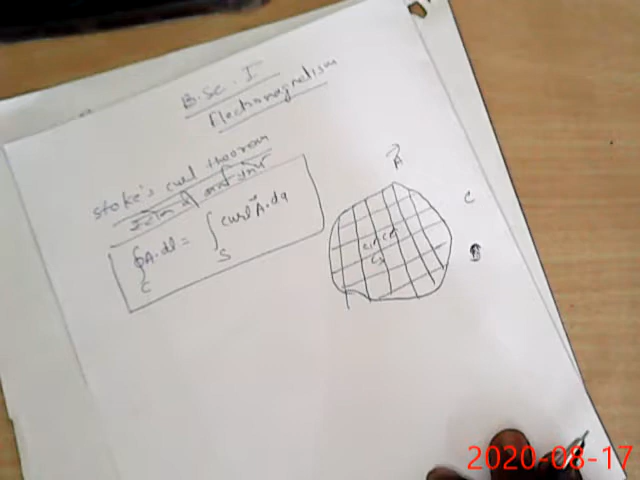 B.Sc. I
Electromagnetism
stoke's curl theorem
∮A.dl = ∫ curl A⃗.da
C
S
A⃗
C
2020-08-17